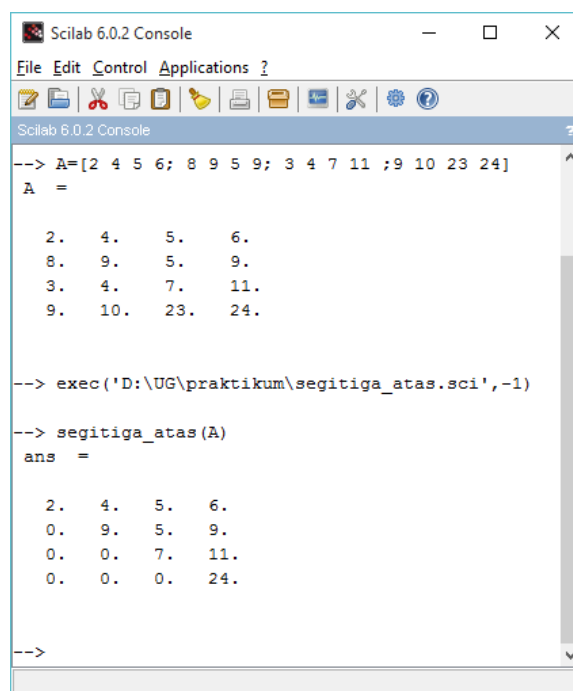 Scilab 6.0.2 Console
File Edit Control Applications ?
Scilab 6.0.2 Console ?
--> A=[2 4 5 6; 8 9 5 9; 3 4 7 11 ;9 10 23 24]
A =
2. 4. 5. 6.
8. 9. 5. 9.
3. 4. 7. 11.
9. 10. 23. 24.
--> exec('D:\UG\praktikum\segitiga_atas.sci',-1)
--> segitiga_atas(A)
ans =
2. 4. 5. 6.
0. 9. 5. 9.
0. 0. 7. 11.
0. 0. 0. 24.
-->